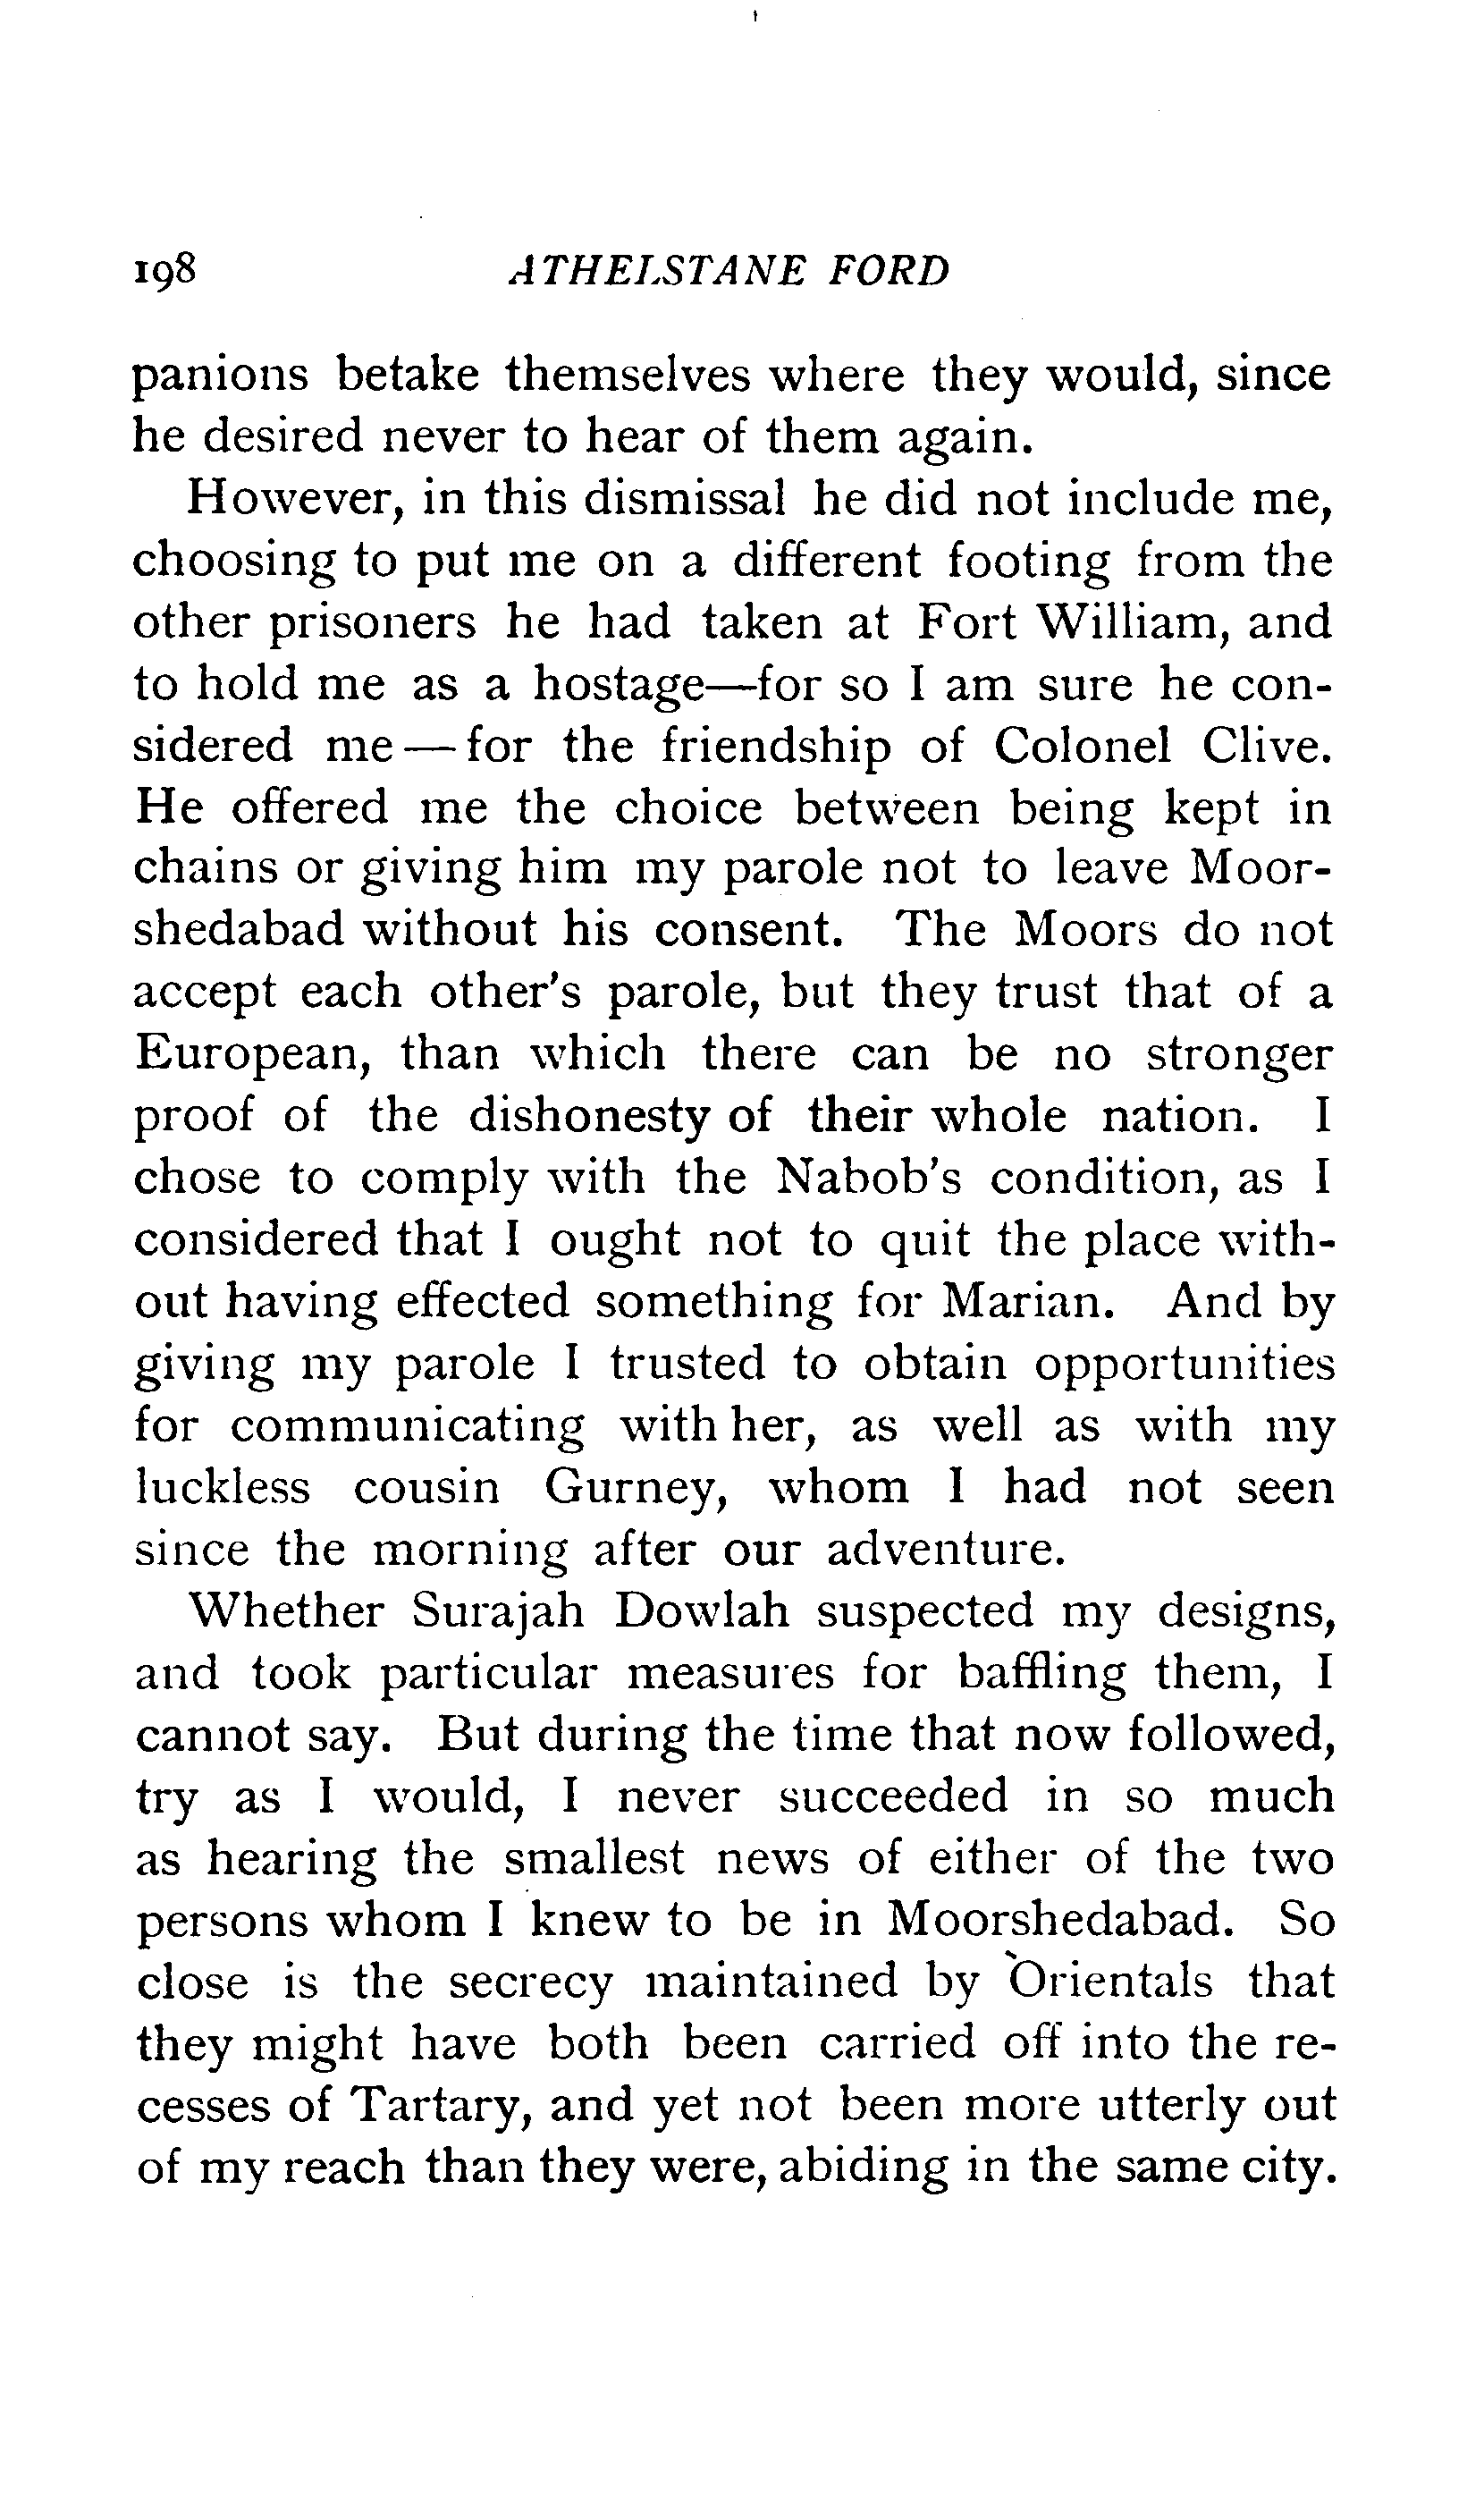 198 ATHELSTANE FORD
panions betake themselves where they would, since
he desired never to hear of them again.
However, in this dismissal he did not include me,
choosing to put me on a different footing from the
other prisoners he had taken at Fort William, and
to hold me as a hostage—for so I am sure he con-
sidered me—for the friendship of Colonel Clive.
He offered me the choice between being kept in
chains or giving him my parole not to leave Moor-
shedabad without his consent. The Moors do not
accept each other's parole, but they trust that of a
European, than which there can be no stronger
proof of the dishonesty of their whole nation. I
chose to comply with the Nabob's condition, as I
considered that I ought not to quit the place with-
out having effected something for Marian. And by
giving my parole I trusted to obtain opportunities
for communicating with her, as well as with my
luckless cousin Gurney, whom I had not seen
since the morning after our adventure.
Whether Surajah Dowlah suspected my designs,
and took particular measures for baffling them, I
cannot say. But during the time that now followed,
try as I would, I never succeeded in so much
as hearing the smallest news of either of the two
persons whom I knew to be in Moorshedabad. So
close is the secrecy maintained by Orientals that
they might have both been carried off into the re-
cesses of Tartary, and yet not been more utterly out
of my reach than they were, abiding in the same city.